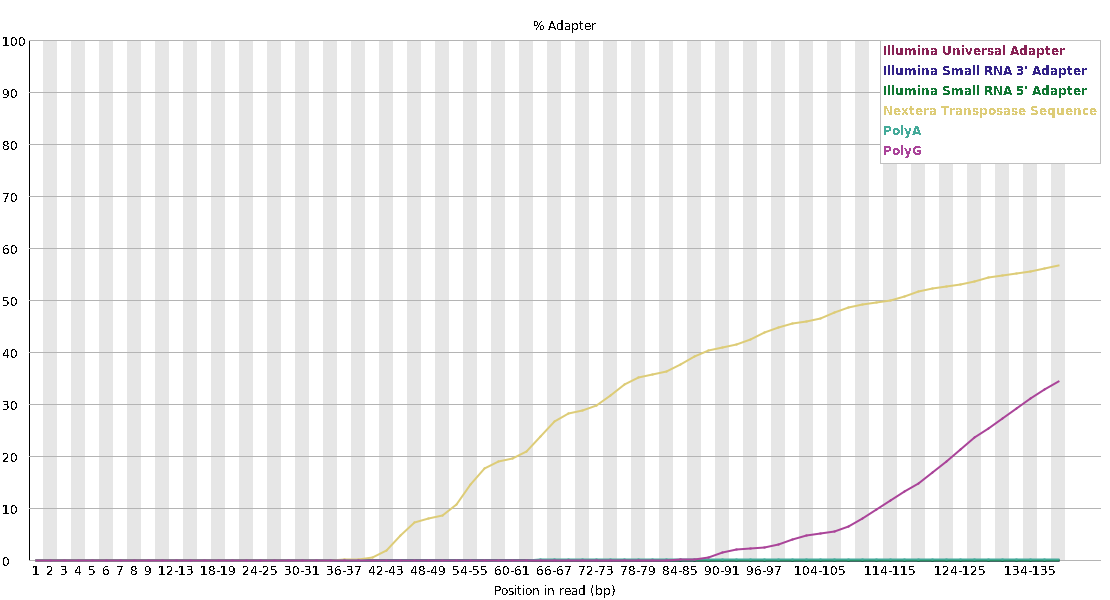 % Adapter
100
90
80
70
60
50
40
30
20
10
0
Illumina Universal Adapter
Illumina Small RNA 3' Adapter
Illumina Small RNA 5' Adapter
Nextera Transposase Sequence
PolyA
PolyG
1 2 3 4 5 6 7 8 9 12-13 18-19 24-25 30-31 36-37 42-43 48-49 54-55 60-61 66-67 72-73 78-79 84-85 90-91 96-97 104-105 114-115 124-125 134-135
Position in read (bp)